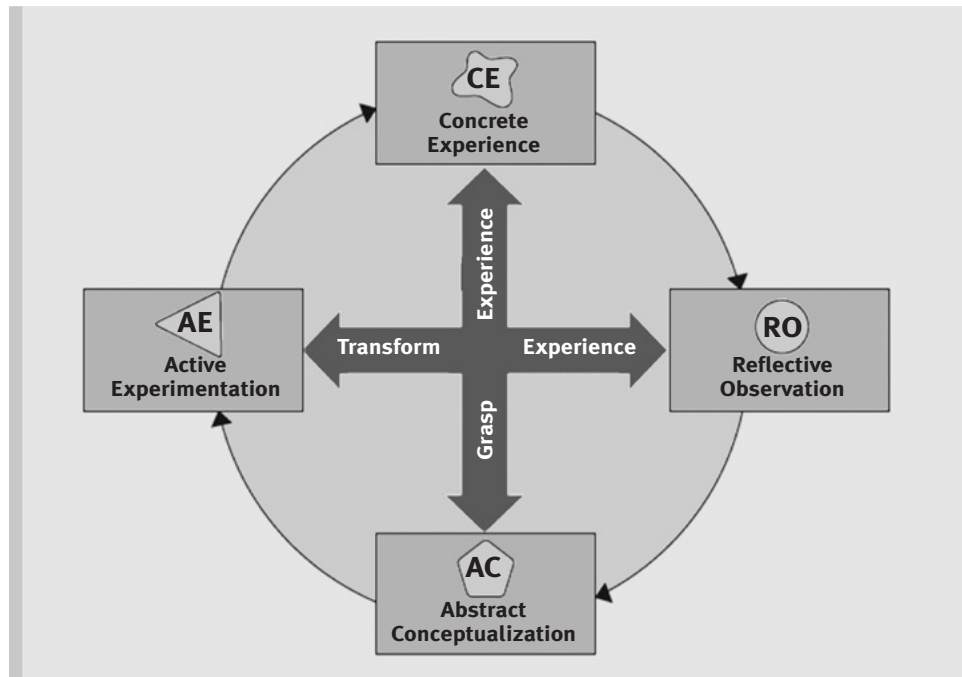 CE
Concrete
Experience
Experience
AE
Active
Experimentation
Transform
Experience
RO
Reflective
Observation
Grasp
AC
Abstract
Conceptualization